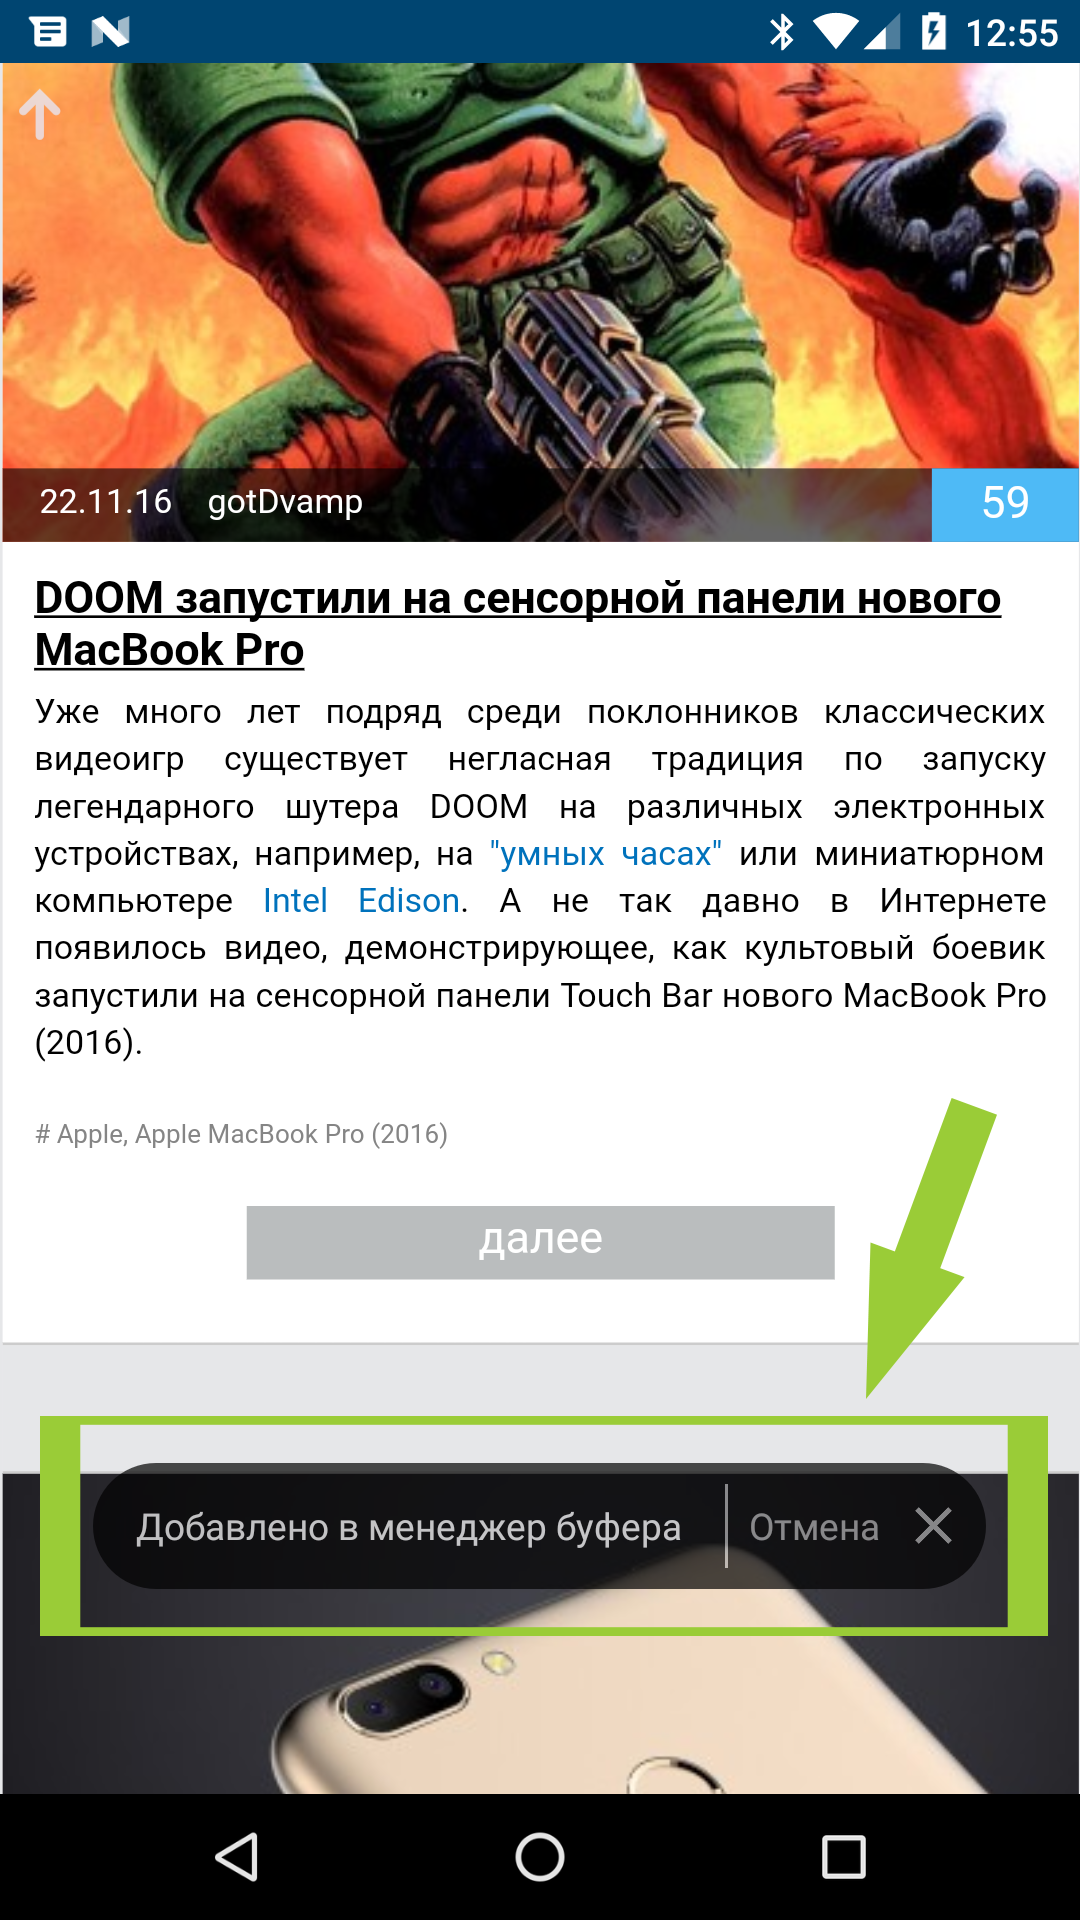 12:55
22.11.16 gotDvamp
59
DOOM запустили на сенсорной панели нового
MacBook Pro
Уже много лет подряд среди поклонников классических
видеоигр существует негласная традиция по запуску
легендарного шутера DOOM на различных электронных
устройствах, например, на "умных часах" или миниатюрном
компьютере Intel Edison. А не так давно в Интернете
появилось видео, демонстрирующее, как культовый боевик
запустили на сенсорной панели Touch Bar нового MacBook Pro
(2016).
# Apple, Apple MacBook Pro (2016)
далее
Добавлено в менеджер буфера
Отмена